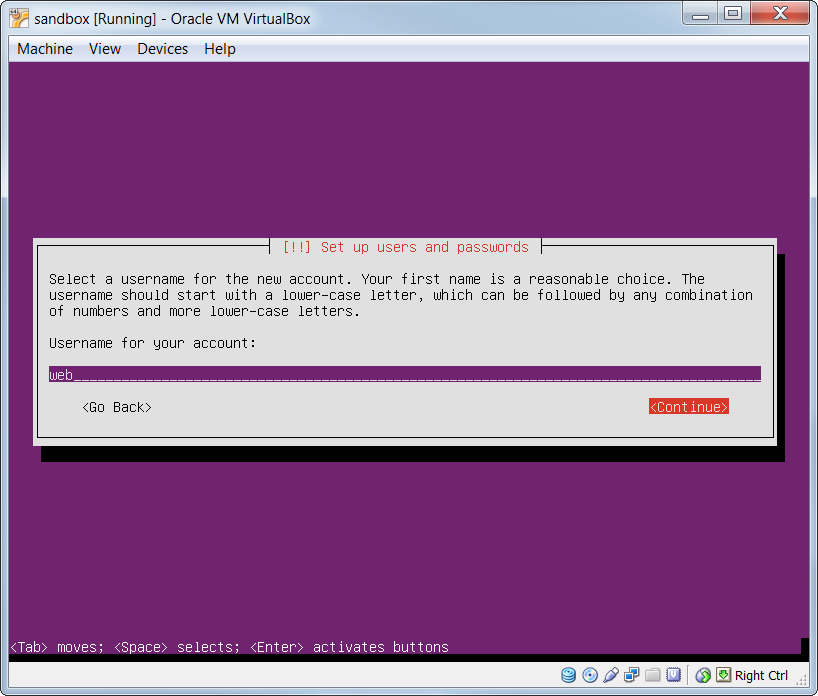 sandbox [Running] - Oracle VM VirtualBox
Machine View Devices Help
[!!] Set up users and passwords
Select a username for the new account. Your first name is a reasonable choice. The
username should start with a lower-case letter, which can be followed by any combination
of numbers and more lower-case letters.
Username for your account:
web
<Go Back> <Continue>
<Tab> moves; <Space> selects; <Enter> activates buttons
Right Ctrl